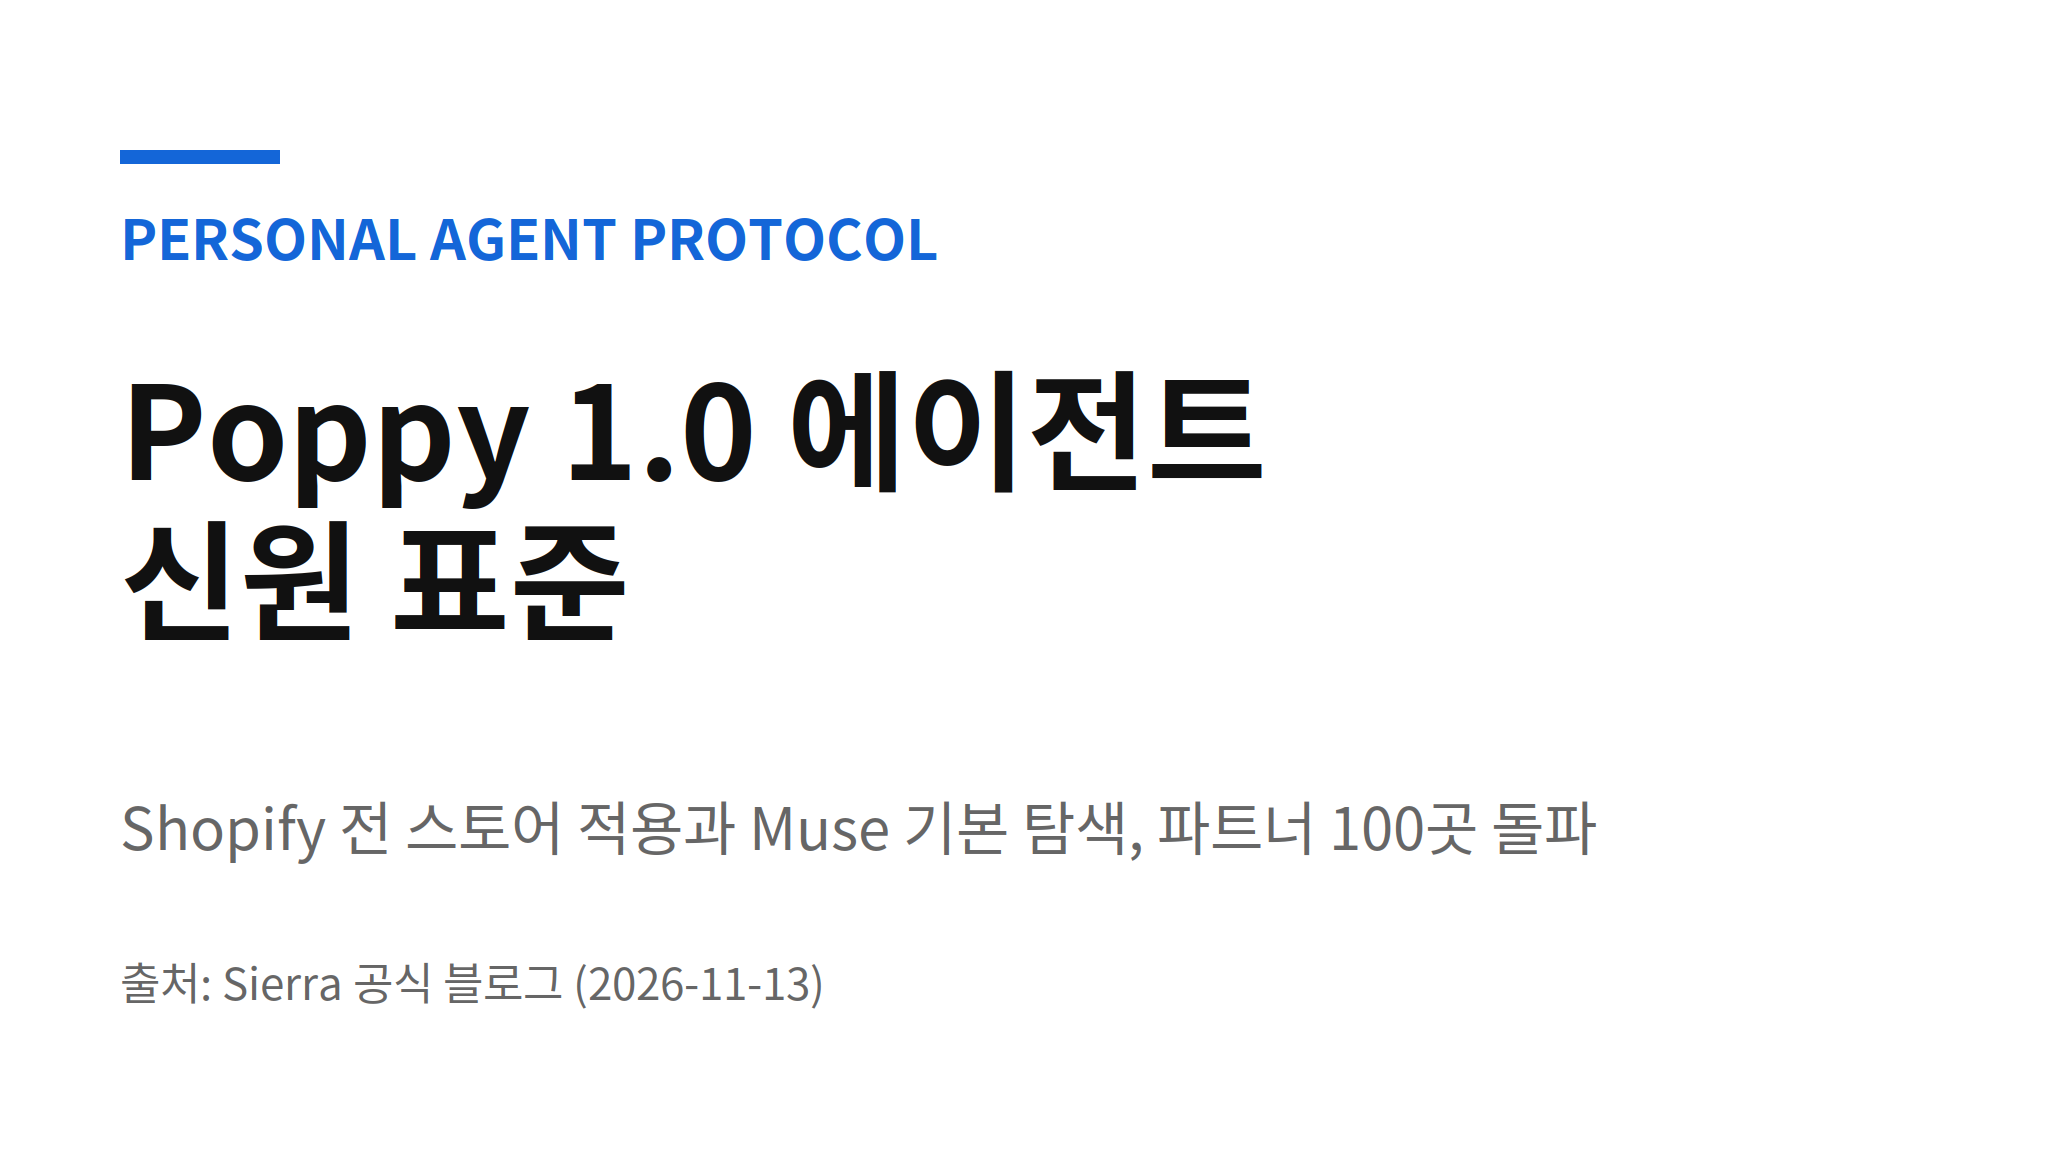 PERSONAL AGENT PROTOCOL
Poppy 1.0 에이전트
신원 표준
Shopify 전 스토어 적용과 Muse 기본 탐색, 파트너 100곳 돌파
출처: Sierra 공식 블로그 (2026-11-13)